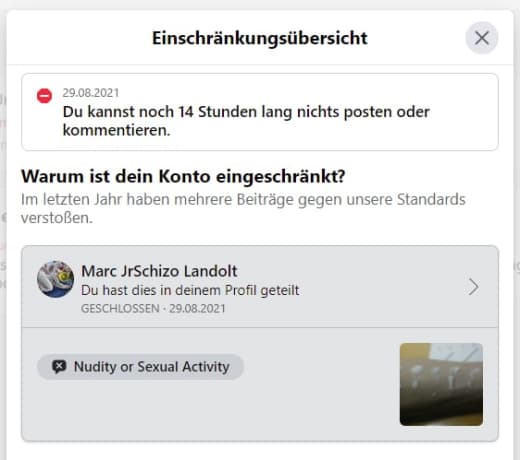 Einschränkungsübersicht
29.08.2021
Du kannst noch 14 Stunden lang nichts posten oder
kommentieren.
Warum ist dein Konto eingeschränkt?
Im letzten Jahr haben mehrere Beiträge gegen unsere Standards
verstoßen.
Marc JrSchizo Landolt
Du hast dies in deinem Profil geteilt
GESCHLOSSEN · 29.08.2021
Nudity or Sexual Activity